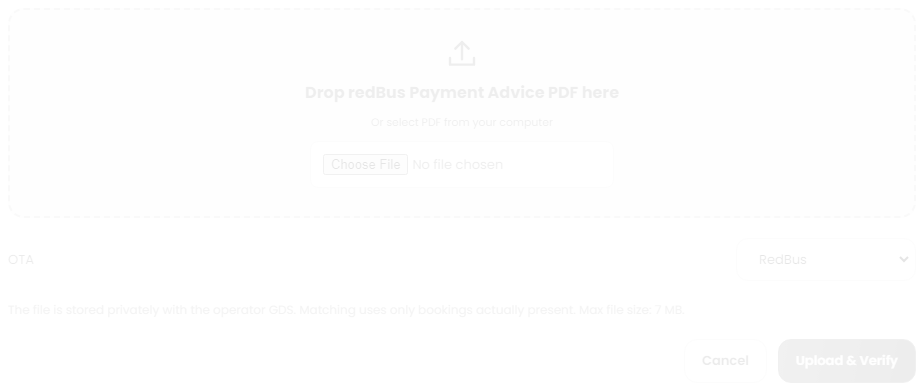 Drop redBus Payment Advice PDF here
Or select PDF from your computer
Choose File No file chosen
OTA
RedBus
The file is stored privately with the operator GDS. Matching uses only bookings actually present. Max file size: 7 MB.
Cancel
Upload & Verify